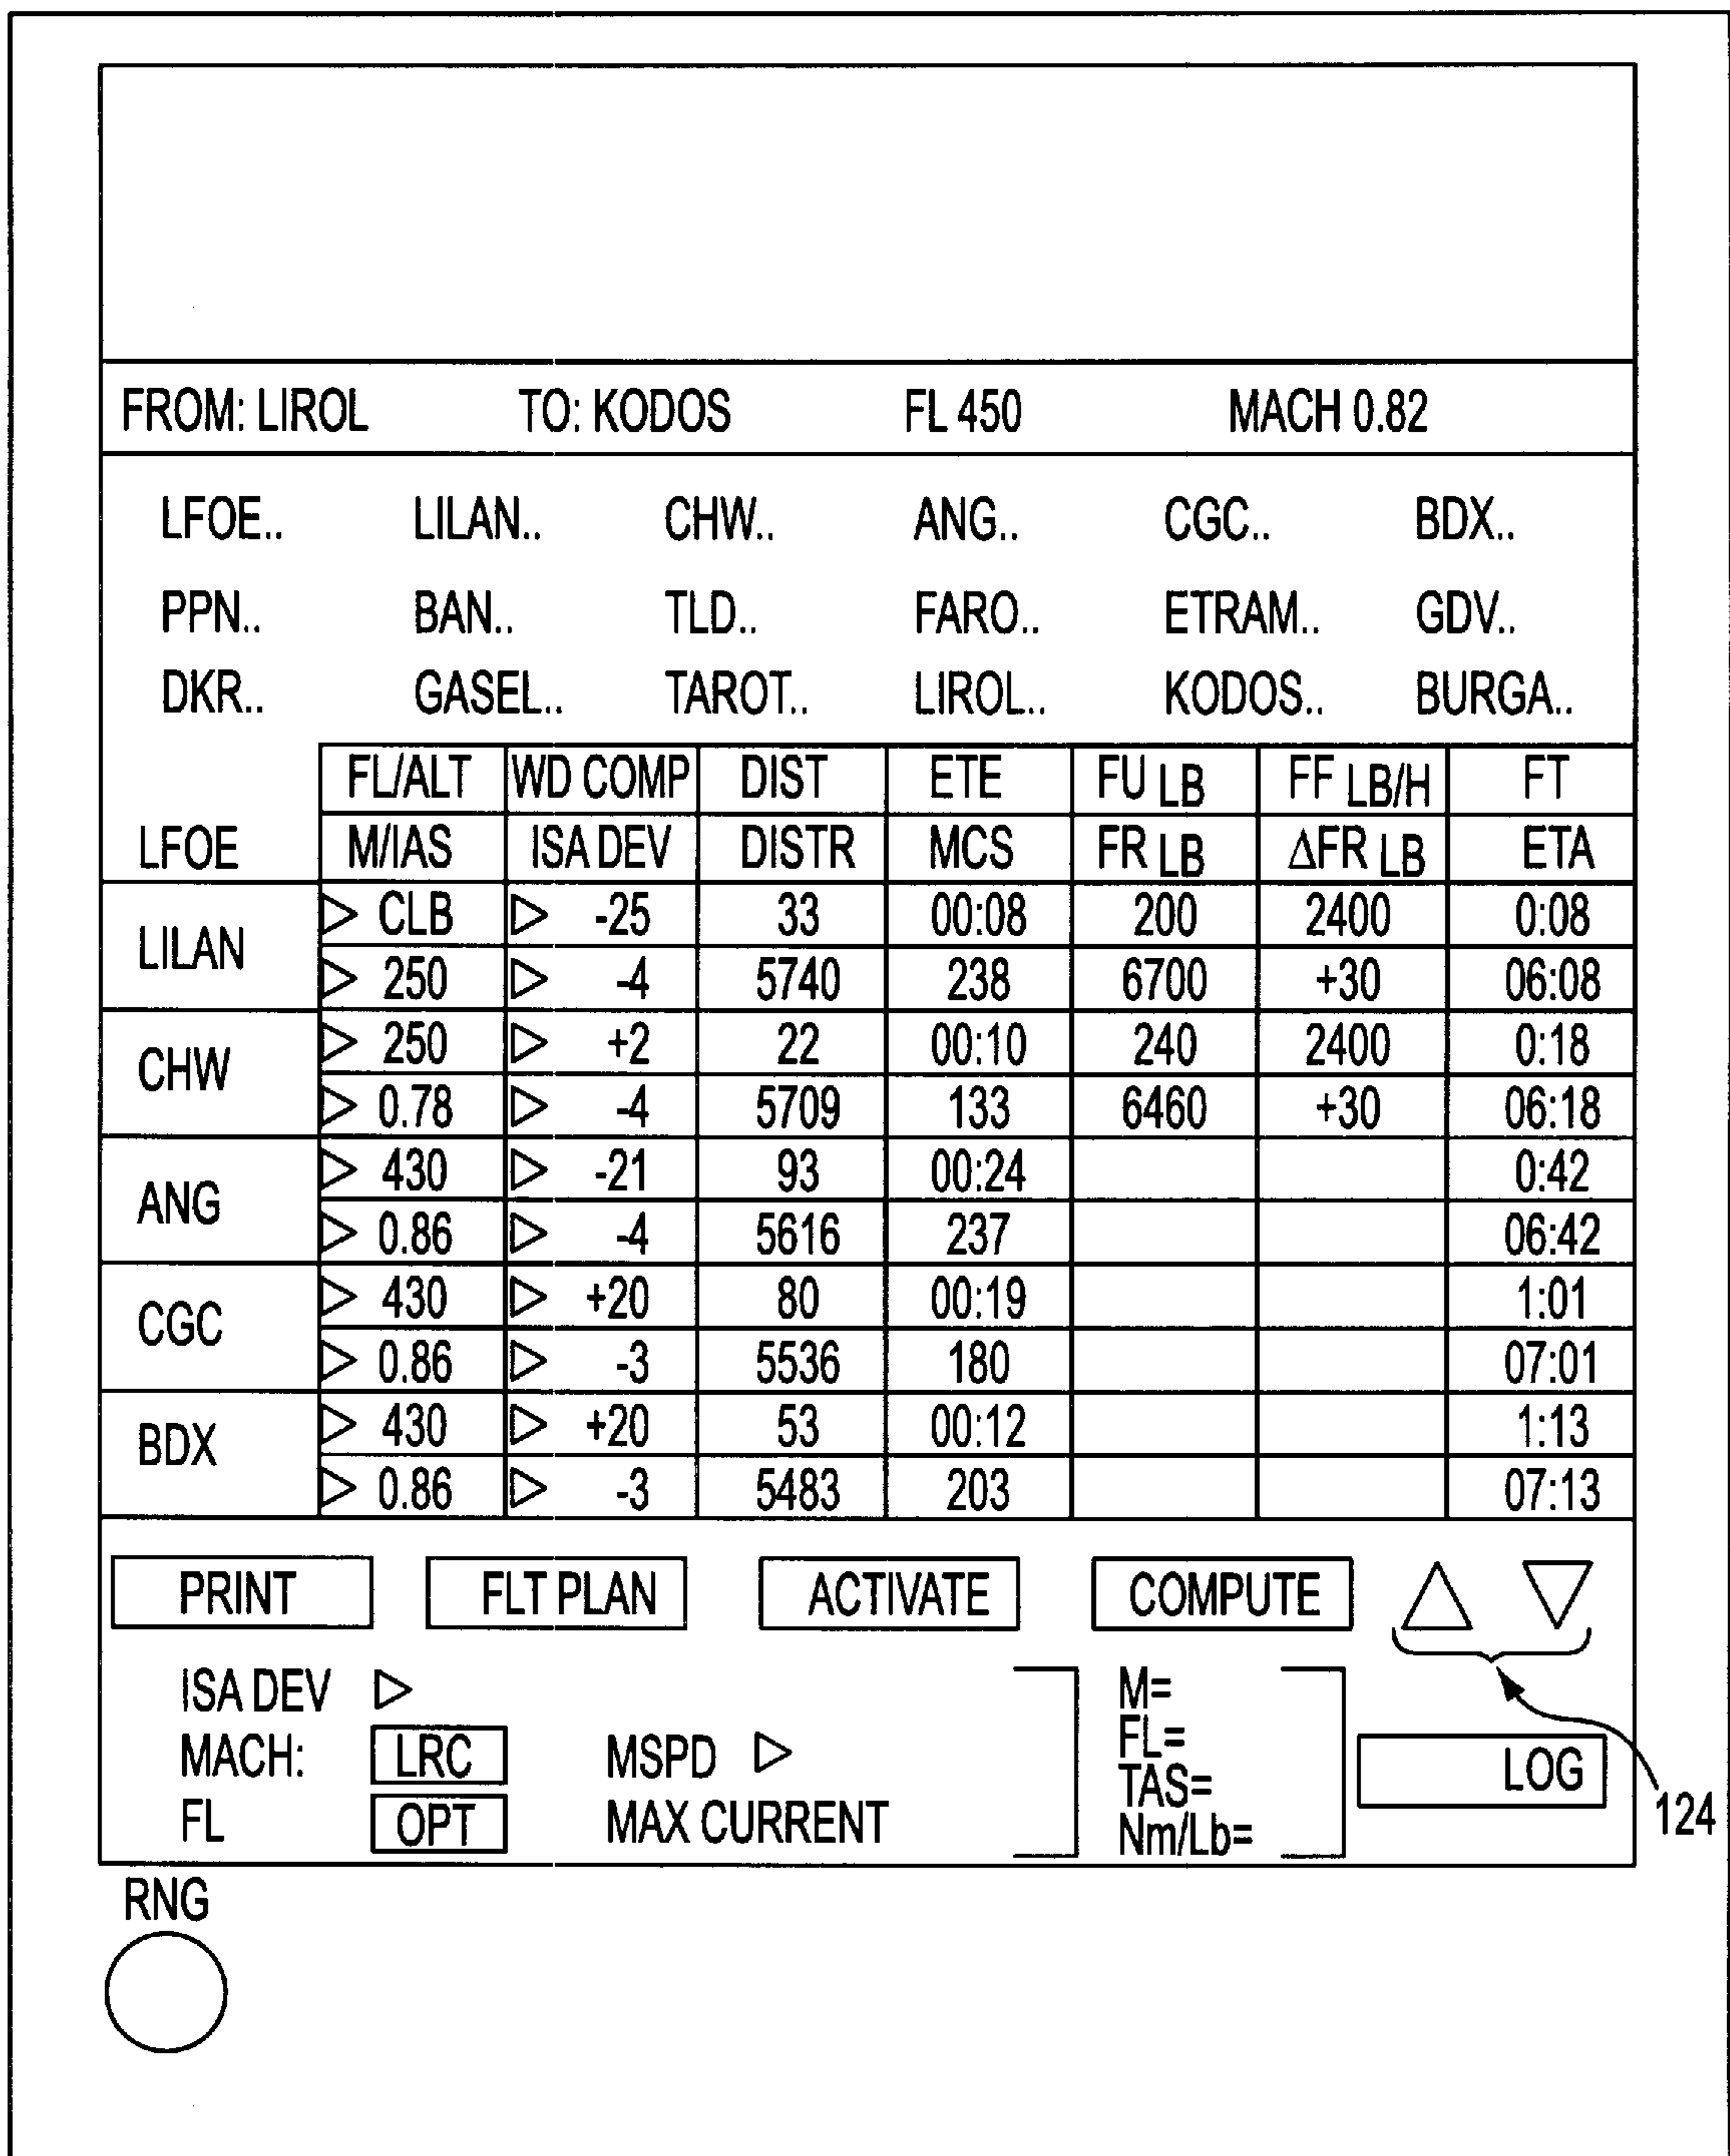 FROM: LIROL TO: KODOS FL 450 MACH 0.82
LFOE.. LILAN.. CHW.. ANG.. CGC.. BDX..
PPN.. BAN.. TLD.. FARO.. ETRAM.. GDV..
DKR.. GASEL.. TAROT.. LIROL.. KODOS.. BURGA..
FL/ALT WD COMP DIST ETE FU LB FF LB/H FT
LFOE M/IAS ISA DEV DISTR MCS FR LB ΔFR LB ETA
LILAN
CLB -25 33 00:08 200 2400 0:08
250 -4 5740 238 6700 +30 06:08
CHW
250 +2 22 00:10 240 2400 0:18
0.78 -4 5709 133 6460 +30 06:18
ANG
430 -21 93 00:24 0:42
0.86 -4 5616 237 06:42
CGC
430 +20 80 00:19 1:01
0.86 -3 5536 180 07:01
BDX
430 +20 53 00:12 1:13
0.86 -3 5483 203 07:13
PRINT FLT PLAN ACTIVATE COMPUTE
ISA DEV
MACH: LRC MSPD
FL OPT MAX CURRENT
M=
FL=
TAS=
Nm/Lb=
LOG
124
RNG